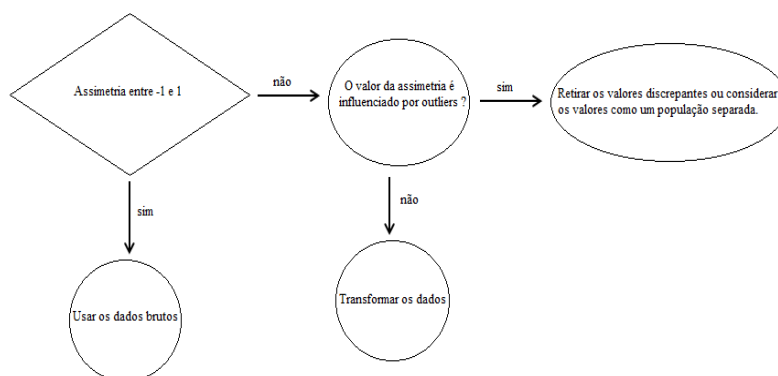 Assimetria entre -1 e 1
não
O valor da assimetria é
influenciado por outliers ?
sim
Retirar os valores discrepantes ou considerar
os valores como um população separada.
sim
não
Usar os dados brutos
Transformar os dados